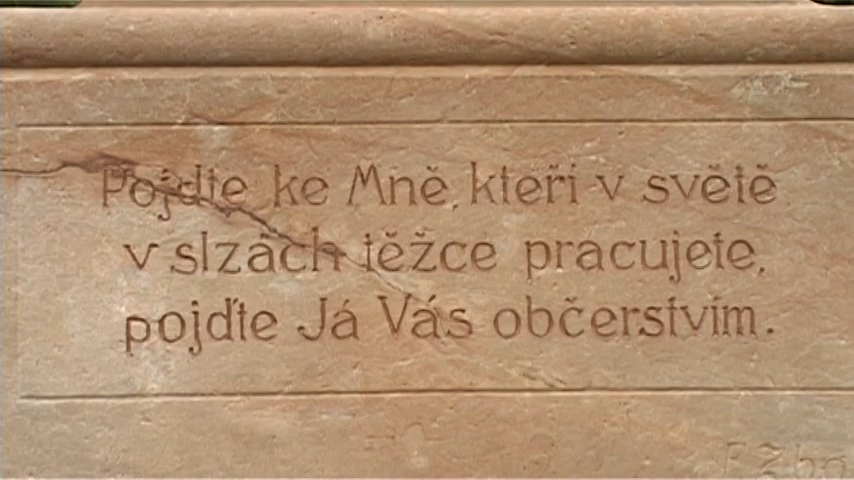 Pojďte ke Mně, kteří v světě
v slzách těžce pracujete,
pojďte Já Vás občerstvím.